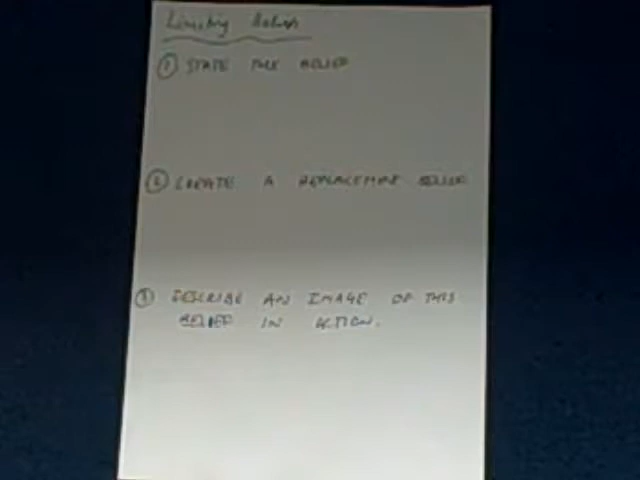 Limiting Beliefs
① STATE THE BELIEF
② CREATE A REPLACEMENT BELIEF
③ DESCRIBE AN IMAGE OF THIS
BELIEF IN ACTION.